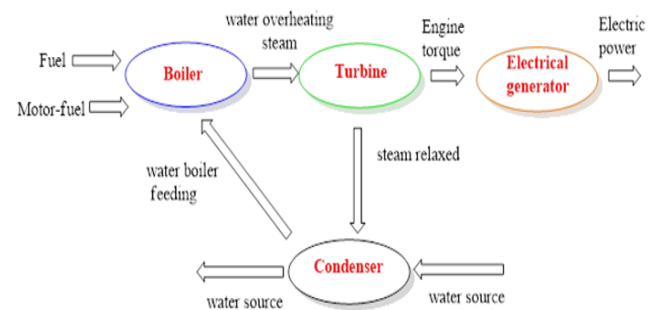 water overheating
steam
Engine
torque
Electric
power
Fuel
Boiler
Turbine
Electrical
generator
Motor-fuel
water boiler
feeding
steam relaxed
Condenser
water source
water source